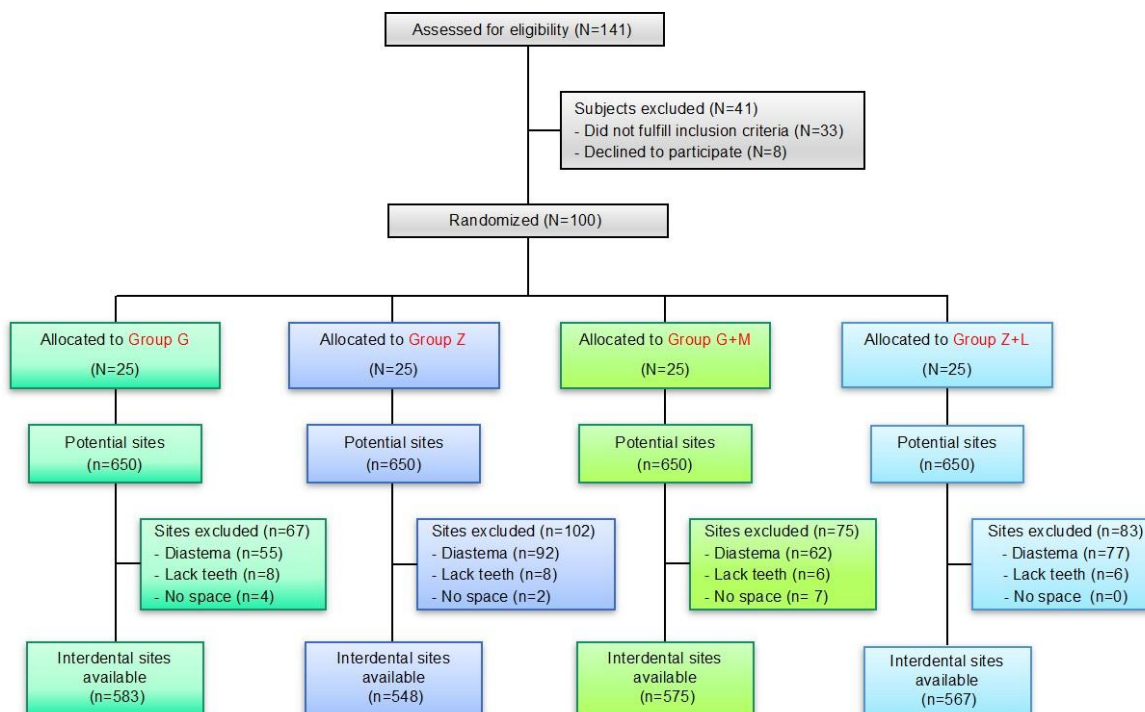 Assessed for eligibility (N=141)
Subjects excluded (N=41)
- Did not fulfill inclusion criteria (N=33)
- Declined to participate (N=8)
Randomized (N=100)
Allocated to Group G
(N=25)
Allocated to Group Z
(N=25)
Allocated to Group G+M
(N=25)
Allocated to Group Z+L
(N=25)
Potential sites
(n=650)
Potential sites
(n=650)
Potential sites
(n=650)
Potential sites
(n=650)
Sites excluded (n=67)
- Diastema (n=55)
- Lack teeth (n=8)
- No space (n=4)
Sites excluded (n=102)
- Diastema (n=92)
- Lack teeth (n=8)
- No space (n=2)
Sites excluded (n=75)
- Diastema (n=62)
- Lack teeth (n=6)
- No space (n= 7)
Sites excluded (n=83)
- Diastema (n=77)
- Lack teeth (n=6)
- No space (n=0)
Interdental sites
available
(n=583)
Interdental sites
available
(n=548)
Interdental sites
available
(n=575)
Interdental sites
available
(n=567)